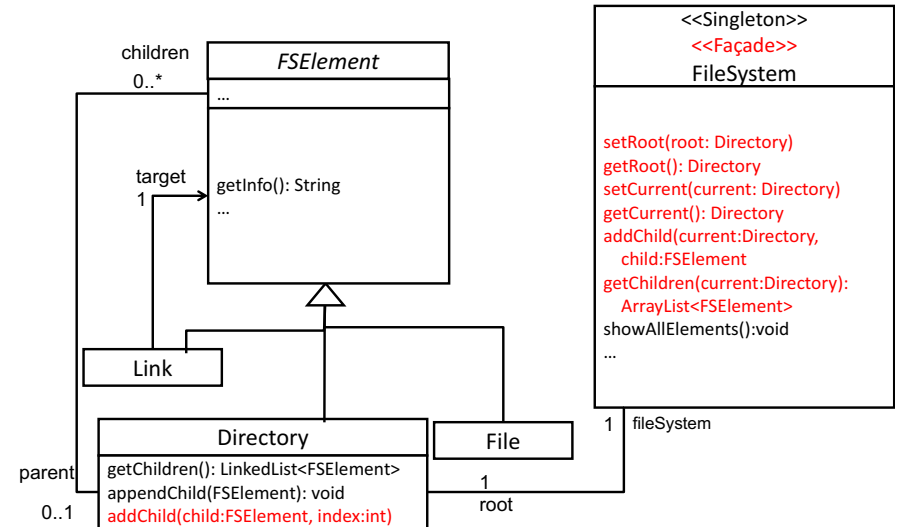 children
0..*
FSElement
...
getInfo(): String
...
target
1
Link
Directory
getChildren(): LinkedList<FSElement>
appendChild(FSElement): void
addChild(child:FSElement, index:int)
File
parent
0..1
1
root
1
fileSystem
<<Singleton>>
<<Façade>>
FileSystem
setRoot(root: Directory)
getRoot(): Directory
setCurrent(current: Directory)
getCurrent(): Directory
addChild(current:Directory,
child:FSElement
getChildren(current:Directory):
ArrayList<FSElement>
showAllElements():void
...